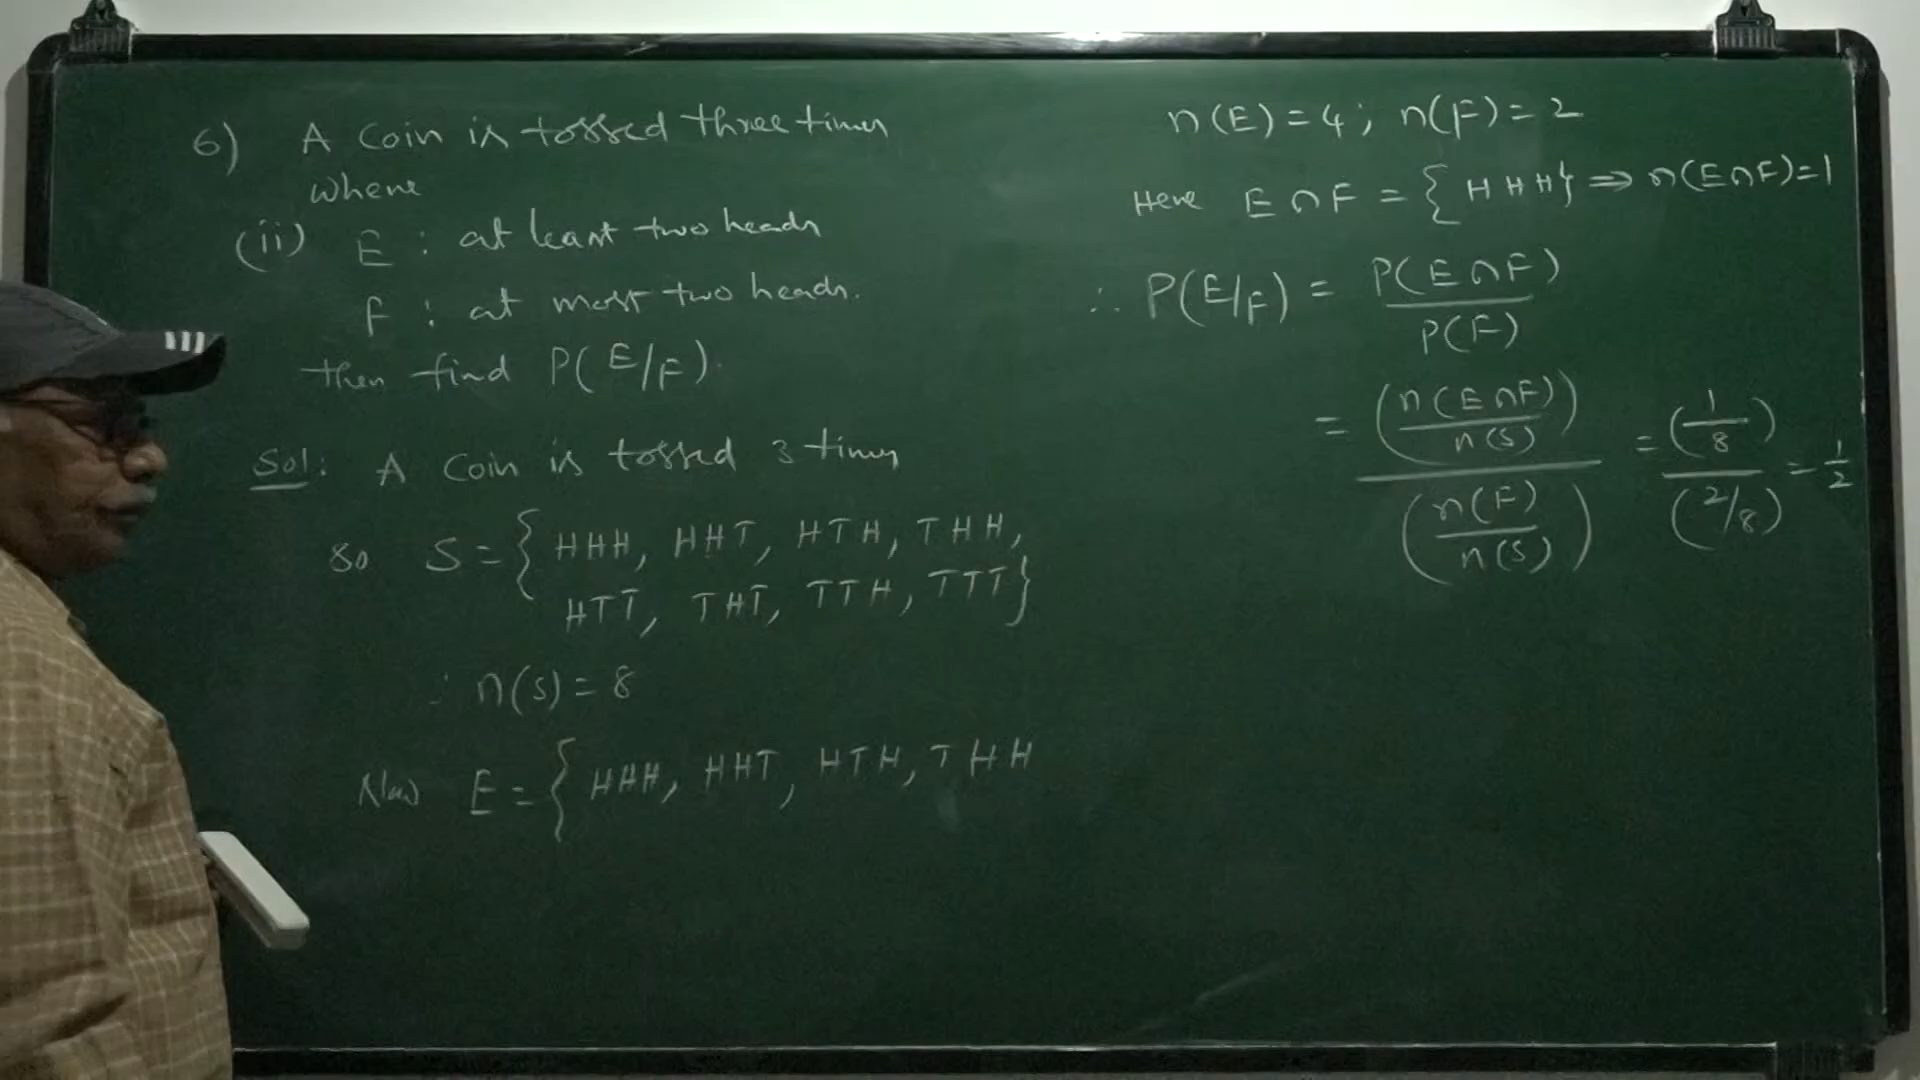 6) A Coin is tossed three times
where
(ii) E : at least two heads
F : at most two heads.
then find P(E/F).
Sol: A Coin is tossed 3 times
So S = { HHH, HHT, HTH, THH,
HTT, THT, TTH, TTT}
∴ n(S) = 8
Now E = { HHH, HHT, HTH, THH
n(E) = 4; n(F) = 2
Here E ∩ F = { HHH} ⇒ n(E∩F) = 1
∴ P(E/F) = P(E∩F) / P(F)
= (n(E∩F) / n(S)) / (n(F) / n(S)) = (1/8) / (2/8) = 1/2